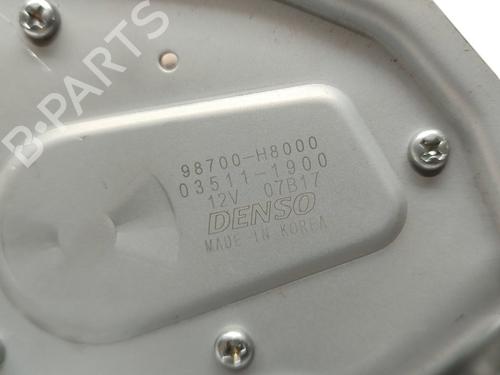 B-PARTS
98700-H8000
03511-1900
12V 07B17
DENSO
MADE IN KOREA